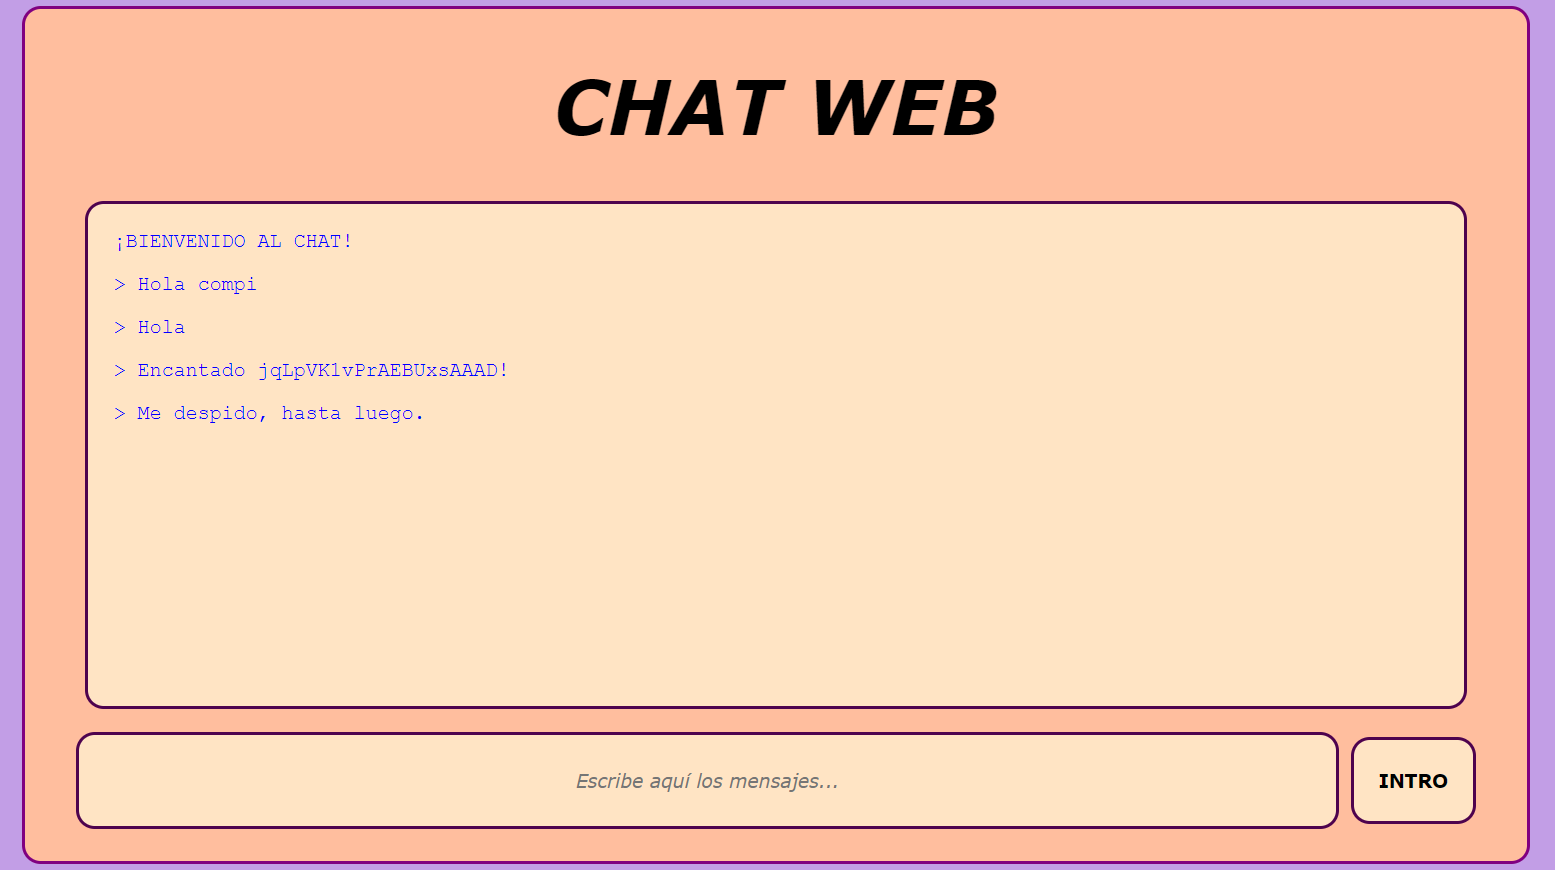 CHAT WEB
¡BIENVENIDO AL CHAT!
> Hola compi
> Hola
> Encantado jqLpVK1vPrAEBUxsAAAD!
> Me despido, hasta luego.
Escribe aquí los mensajes...
INTRO